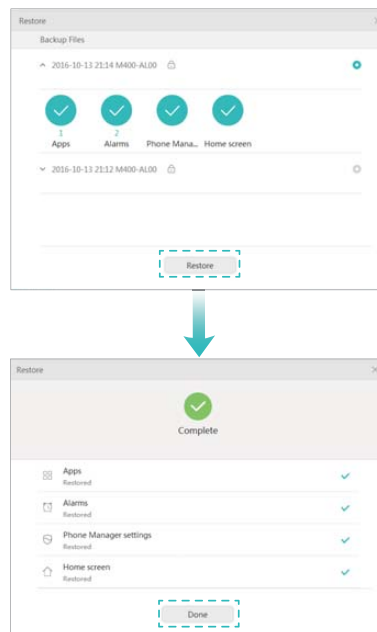 Restore
Backup Files
2016-10-13 21:14 M400-AL00
1 2
Apps Alarms Phone Mana... Home screen
2016-10-13 21:12 M400-AL00
Restore
Restore
Complete
Apps
Restored
Alarms
Restored
Phone Manager settings
Restored
Home screen
Restored
Done